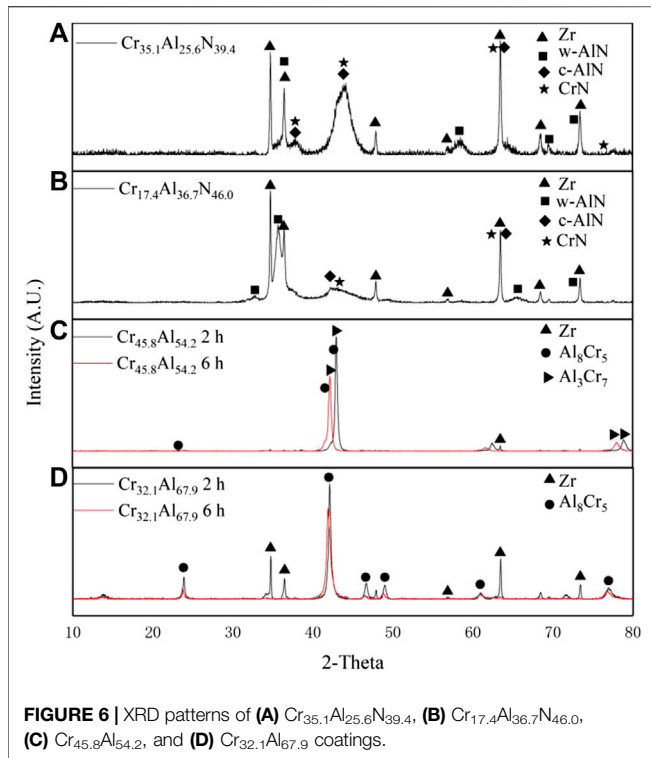 A
Cr35.1Al25.6N39.4
Zr
w-AlN
c-AlN
CrN
B
Cr17.4Al36.7N46.0
Zr
w-AlN
c-AlN
CrN
C
Cr45.8Al54.2 2 h
Cr45.8Al54.2 6 h
Zr
Al8Cr5
Al3Cr7
D
Cr32.1Al67.9 2 h
Cr32.1Al67.9 6 h
Zr
Al8Cr5
Intensity (A.U.)
10 20 30 40 50 60 70 80
2-Theta
FIGURE 6 | XRD patterns of (A) Cr35.1Al25.6N39.4, (B) Cr17.4Al36.7N46.0,
(C) Cr45.8Al54.2, and (D) Cr32.1Al67.9 coatings.